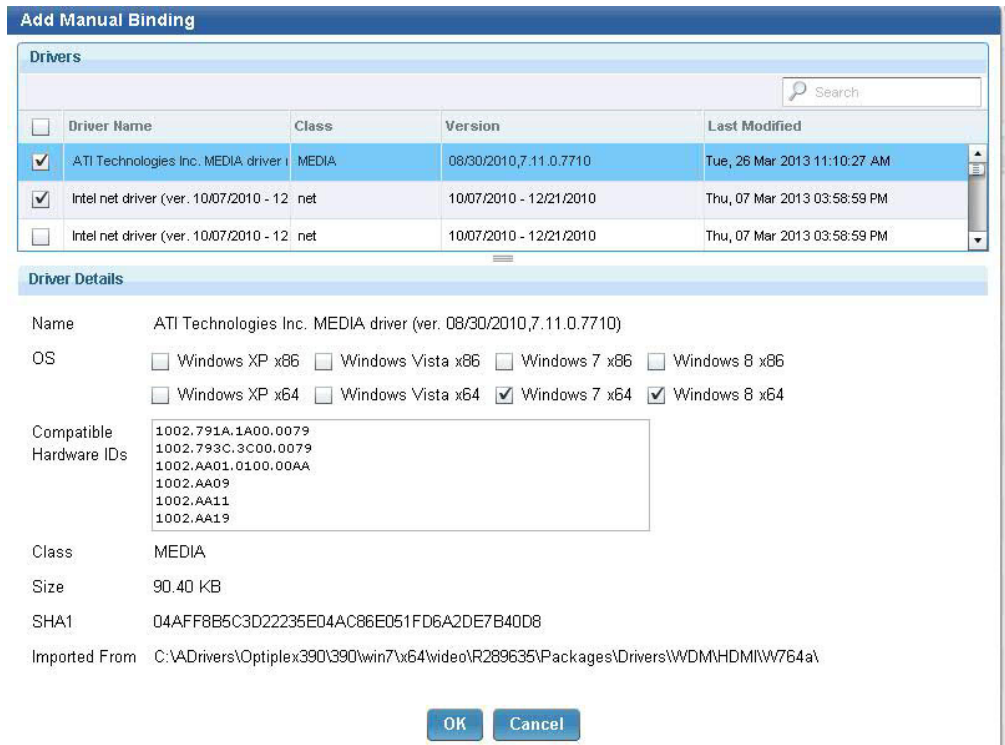 Add Manual Binding
Drivers
Search
Driver Name Class Version Last Modified
ATI Technologies Inc. MEDIA driver MEDIA 08/30/2010,7.11.0.7710 Tue, 26 Mar 2013 11:10:27 AM
Intel net driver (ver. 10/07/2010 - 12 net 10/07/2010 - 12/21/2010 Thu, 07 Mar 2013 03:58:59 PM
Intel net driver (ver. 10/07/2010 - 12 net 10/07/2010 - 12/21/2010 Thu, 07 Mar 2013 03:58:59 PM
Driver Details
Name ATI Technologies Inc. MEDIA driver (ver. 08/30/2010,7.11.0.7710)
OS Windows XP x86 Windows Vista x86 Windows 7 x86 Windows 8 x86
Windows XP x64 Windows Vista x64 Windows 7 x64 Windows 8 x64
Compatible Hardware IDs
1002.791A.1A00.0079
1002.793C.3C00.0079
1002.AA01.0100.00AA
1002.AA09
1002.AA11
1002.AA19
Class MEDIA
Size 90.40 KB
SHA1 04AFF8B5C3D22235E04AC86E051FD6A2DE7B40D8
Imported From C:\ADrivers\Optiplex390\390\win7\x64\video\R289635\Packages\Drivers\WDM\HDMI\W764a\
OK Cancel